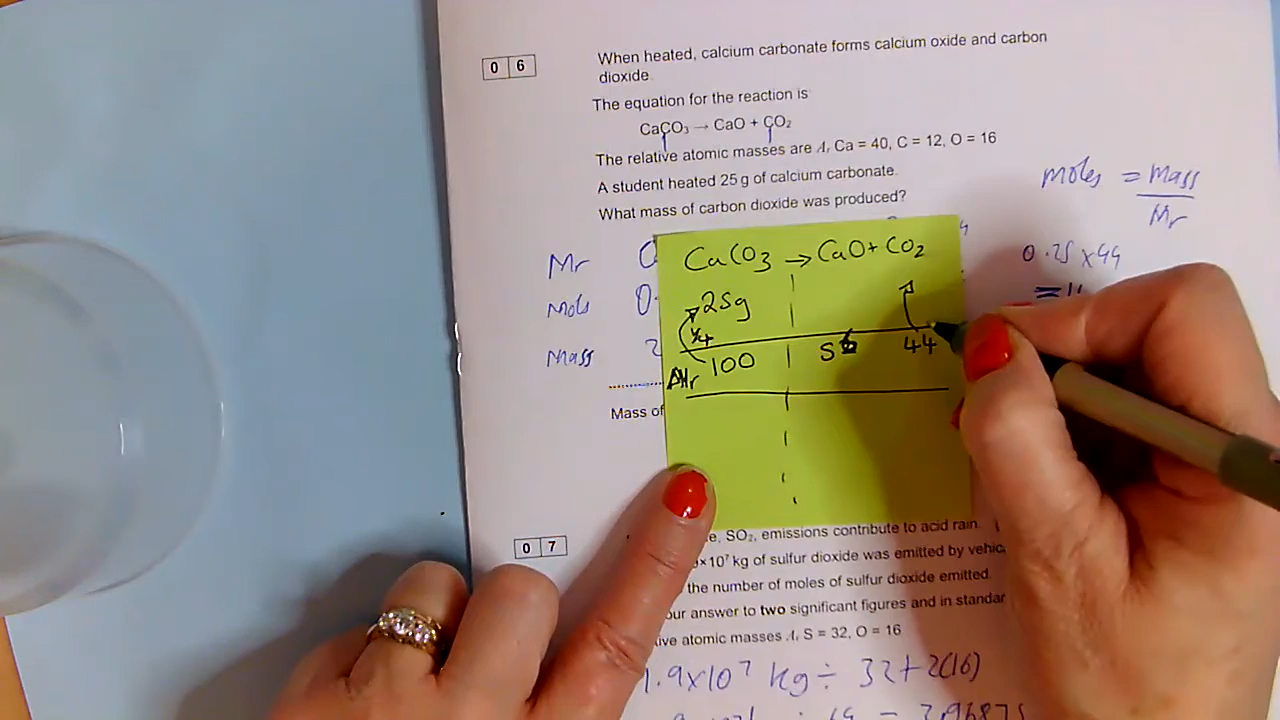 0 6
When heated, calcium carbonate forms calcium oxide and carbon
dioxide
The equation for the reaction is
CaCO₃ → CaO + CO₂
The relative atomic masses are Aᵣ Ca = 40, C = 12, O = 16
A student heated 25 g of calcium carbonate.
What mass of carbon dioxide was produced?
moles = Mass
Mr
0.25 x 44
Mr
Mols
Mass
CaCO3 → CaO + CO2
25g
100
56
44
Mass of
0 7
e, SO₂, emissions contribute to acid rain.
×10⁷ kg of sulfur dioxide was emitted by
the number of moles of sulfur dioxide emitted.
our answer to two significant figures and in
Aᵣ S = 32, O = 16
1.9x10⁷ kg ÷ 32+2(16)